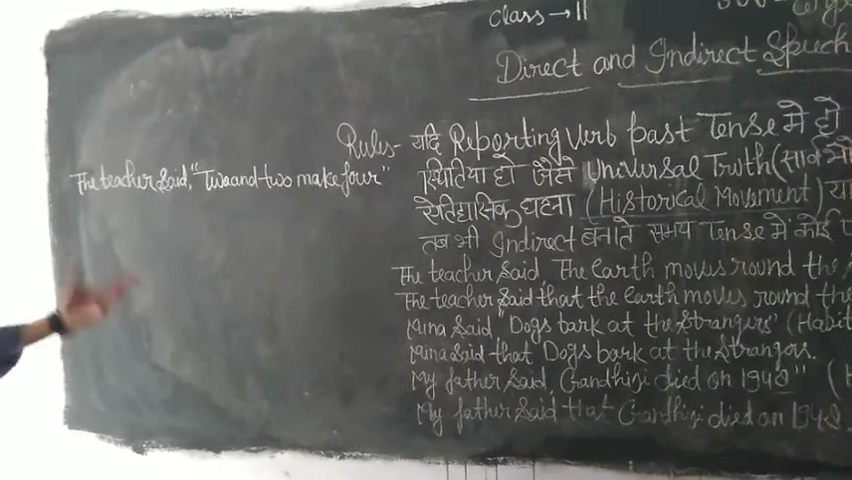 Class → 11
Direct and Indirect Speech
Rules- यदि Reporting Verb past Tense में हो
The teacher said, "Two and two make four"
स्थितिया हो जैसे Universal Truth (सार्व
ऐतिहासिक घटना (Historical Movement) या
तब भी Indirect बनाते समय Tense में कोई
The teacher said, The earth moves round the
The teacher said that the earth moves round the
Mina said "Dogs bark at the strangers" (Habit
Mina said that Dogs bark at the strangers.
My father said, Gandhiji died on 1948" (H
My father said that Gandhiji died on 1948.